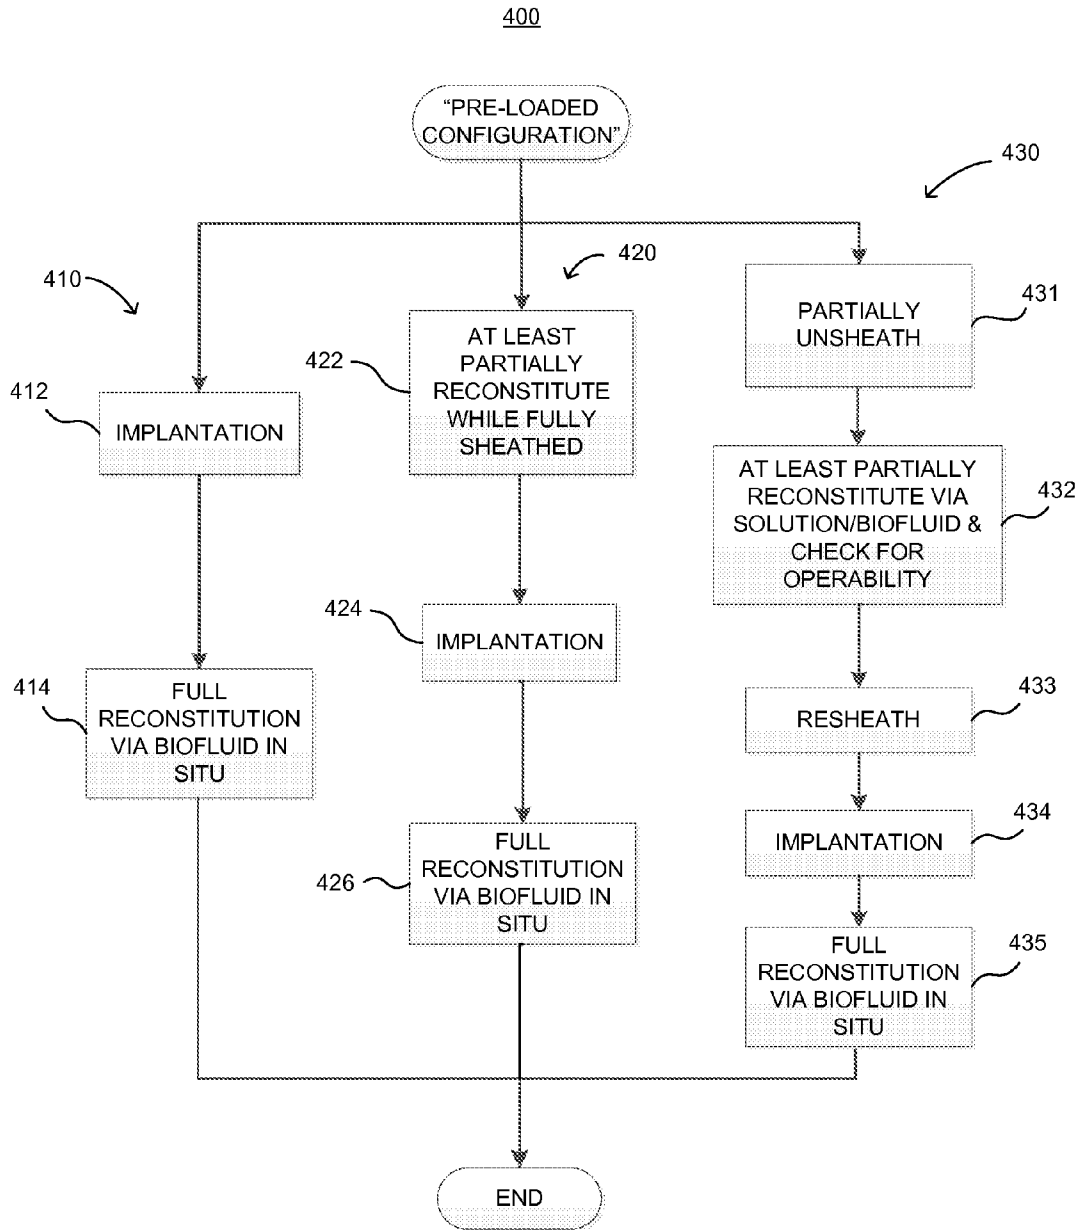 400
"PRE-LOADED
CONFIGURATION"
430
420
410
431
PARTIALLY
UNSHEATH
422
AT LEAST
PARTIALLY
RECONSTITUTE
WHILE FULLY
SHEATHED
412
IMPLANTATION
432
AT LEAST PARTIALLY
RECONSTITUTE VIA
SOLUTION/BIOFLUID &
CHECK FOR
OPERABILITY
424
IMPLANTATION
414
FULL
RECONSTITUTION
VIA BIOFLUID IN
SITU
433
RESHEATH
434
IMPLANTATION
426
FULL
RECONSTITUTION
VIA BIOFLUID IN
SITU
435
FULL
RECONSTITUTION
VIA BIOFLUID IN
SITU
END